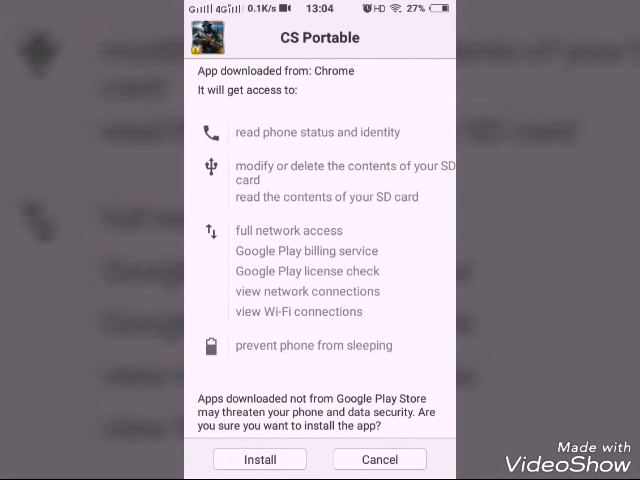 4G 0.1K/s 13:04 HD 27%
CS Portable
App downloaded from: Chrome
It will get access to:
read phone status and identity
modify or delete the contents of your SD
card
read the contents of your SD card
full network access
Google Play billing service
Google Play license check
view network connections
view Wi-Fi connections
prevent phone from sleeping
Apps downloaded not from Google Play Store
may threaten your phone and data security. Are
you sure you want to install the app?
Install Cancel
Made with
VideoShow